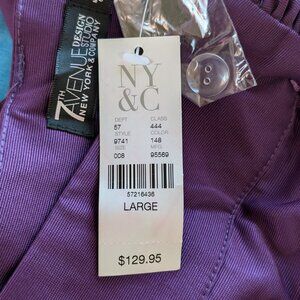 7TH
AVENUE
DESIGN
STUDIO
NEW YORK & COMPANY
NY
&C
DEPT CLASS
57 444
STYLE COLOR
9741 146
SIZE MFG
008 95569
57216436
LARGE
$129.95